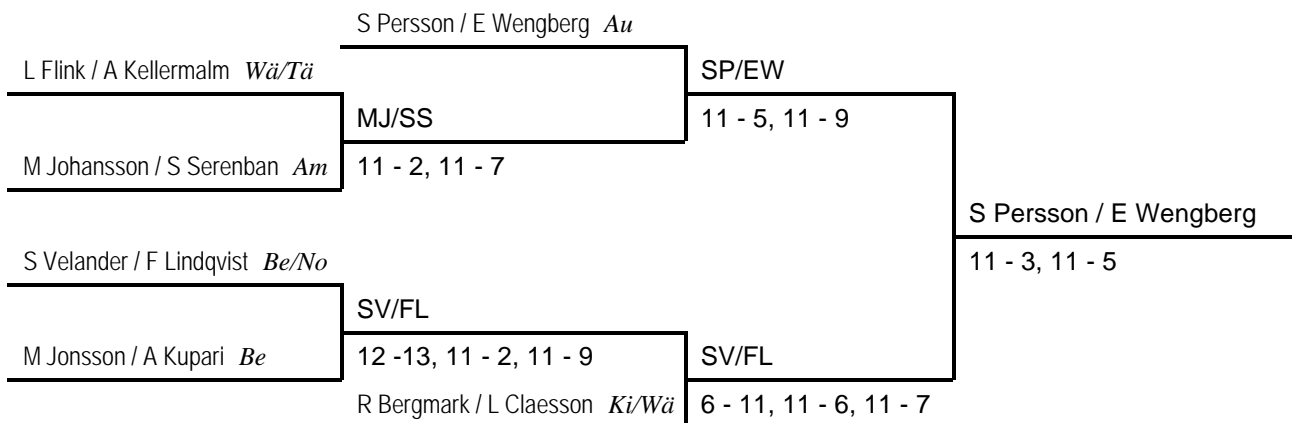 S Persson / E Wengberg Au
L Flink / A Kellermalm Wä/Tä
SP/EW
MJ/SS
11 - 5, 11 - 9
M Johansson / S Serenban Am
11 - 2, 11 - 7
S Persson / E Wengberg
S Velander / F Lindqvist Be/No
11 - 3, 11 - 5
SV/FL
M Jonsson / A Kupari Be
12 -13, 11 - 2, 11 - 9
SV/FL
R Bergmark / L Claesson Ki/Wä
6 - 11, 11 - 6, 11 - 7